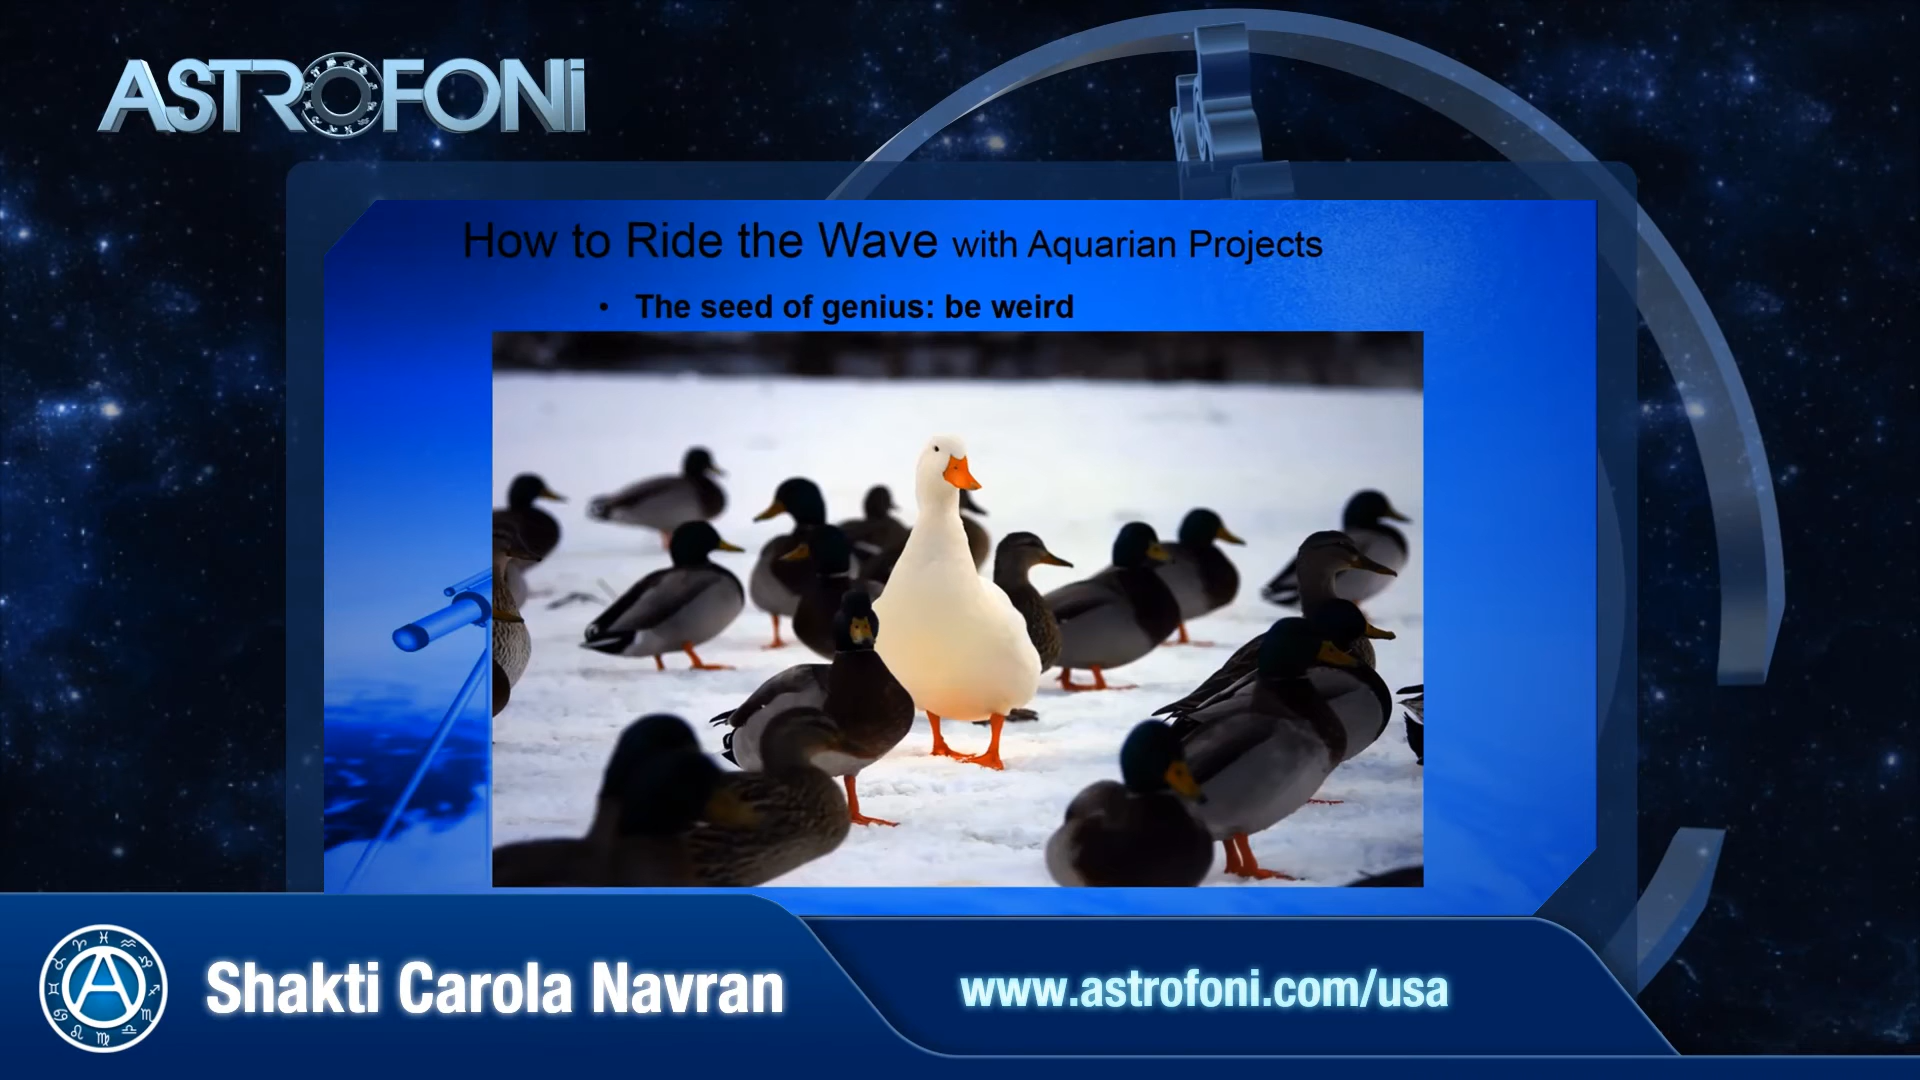 ASTROFONi
How to Ride the Wave with Aquarian Projects
• The seed of genius: be weird
Shakti Carola Navran
www.astrofoni.com/usa